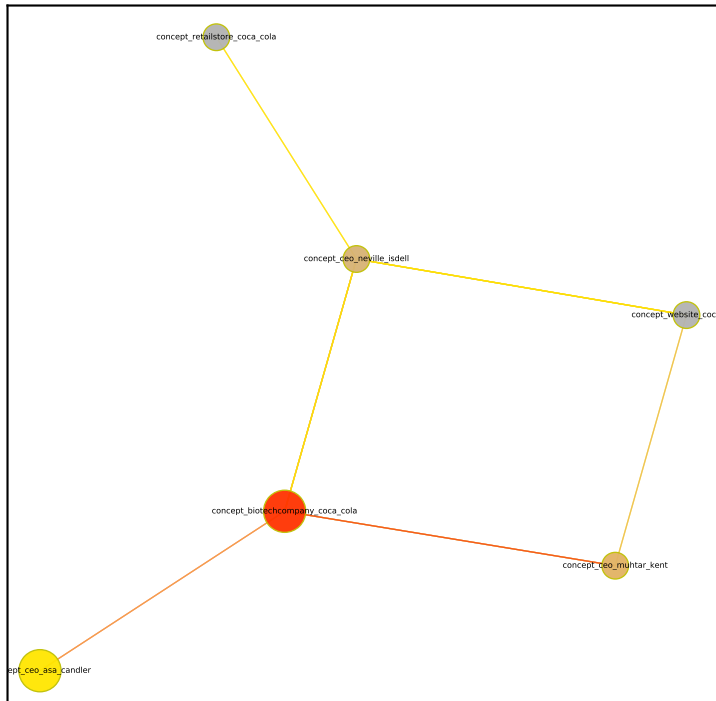 concept_retailstore_coca_cola
concept_ceo_neville_isdell
concept_website_coc
concept_biotechcompany_coca_cola
concept_ceo_muhtar_kent
ept_ceo_asa_candler